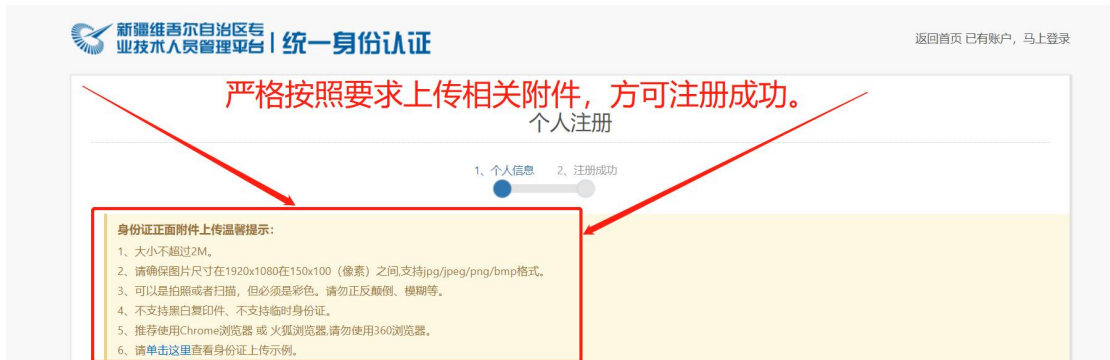 新疆维吾尔自治区专
业技术人员管理平台
统一身份认证
返回首页 已有账户，马上登录
严格按照要求上传相关附件，方可注册成功。
个人注册
1、个人信息 2、注册成功
身份证正面附件上传温馨提示：
1、大小不超过2M。
2、请确保图片尺寸在1920x1080在150x100（像素）之间,支持jpg/jpeg/png/bmp格式。
3、可以是拍照或者扫描，但必须是彩色。请勿正反颠倒、模糊等。
4、不支持黑白复印件、不支持临时身份证。
5、推荐使用Chrome浏览器 或 火狐浏览器,请勿使用360浏览器。
6、请单击这里查看身份证上传示例。